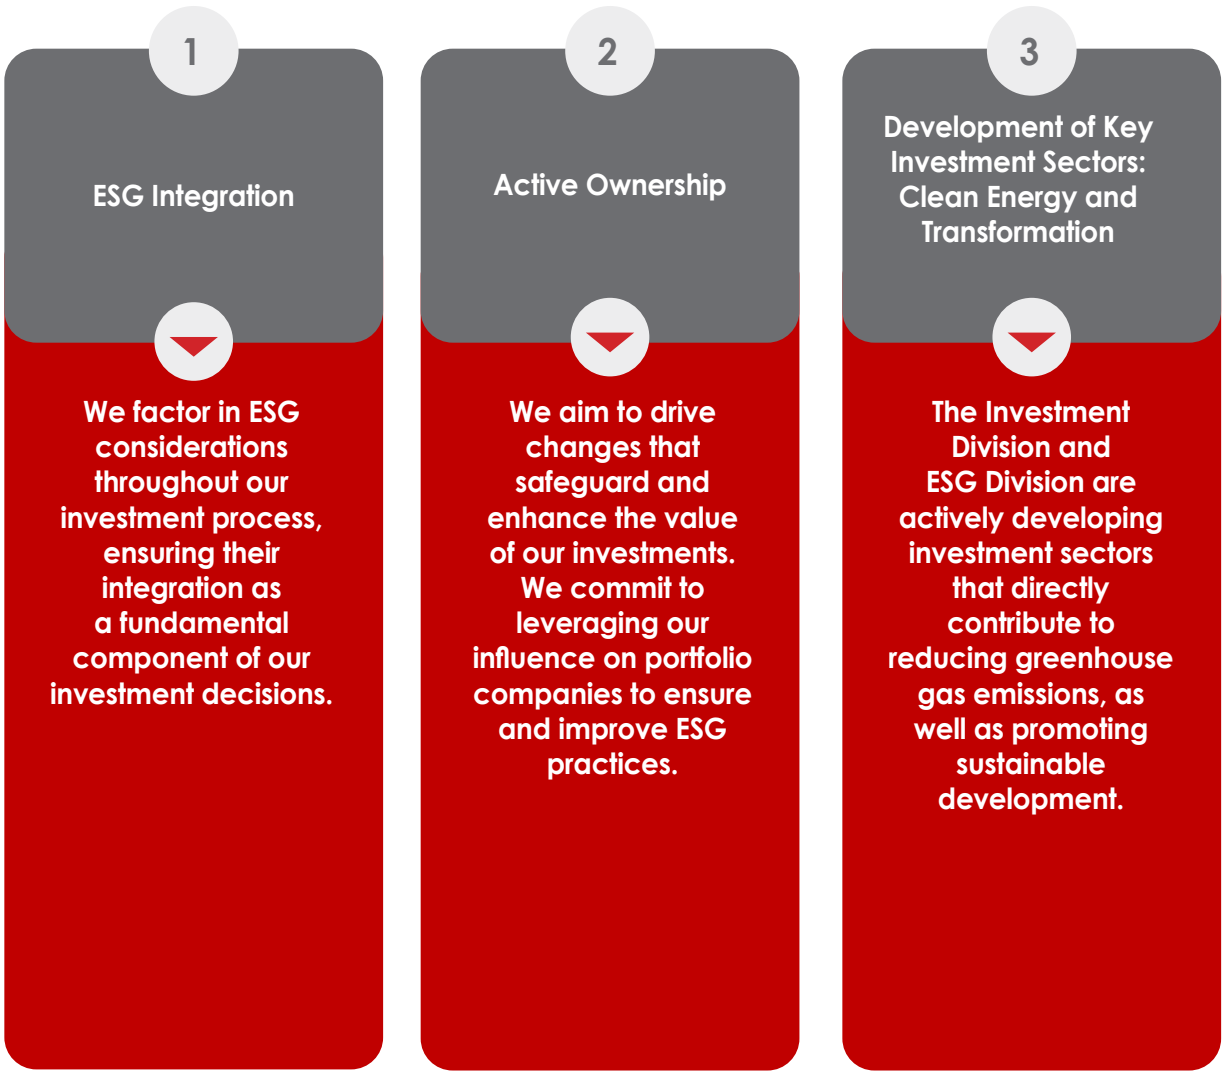 1
ESG Integration
We factor in ESG
considerations
throughout our
investment process,
ensuring their
integration as
a fundamental
component of our
investment decisions.
2
Active Ownership
We aim to drive
changes that
safeguard and
enhance the value
of our investments.
We commit to
leveraging our
influence on portfolio
companies to ensure
and improve ESG
practices.
3
Development of Key
Investment Sectors:
Clean Energy and
Transformation
The Investment
Division and
ESG Division are
actively developing
investment sectors
that directly
contribute to
reducing greenhouse
gas emissions, as
well as promoting
sustainable
development.